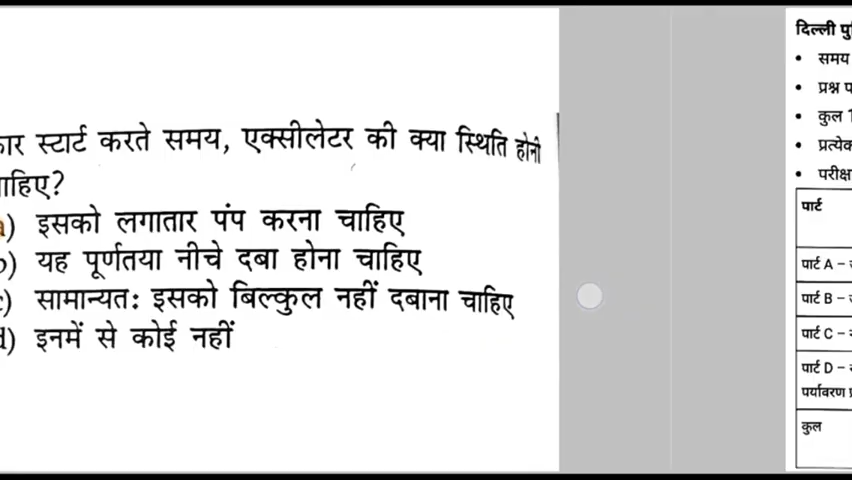 कार स्टार्ट करते समय, एक्सीलेटर की क्या स्थिति होनी
चाहिए?
a) इसको लगातार पंप करना चाहिए
b) यह पूर्णतया नीचे दबा होना चाहिए
c) सामान्यतः इसको बिल्कुल नहीं दबाना चाहिए
d) इनमें से कोई नहीं
दिल्ली
• समय
• प्रश्न
• कुल
•
• परीक्षा
पार्ट
पार्ट A –
पार्ट B –
पार्ट C –
पार्ट D –
पर्यावरण
कुल